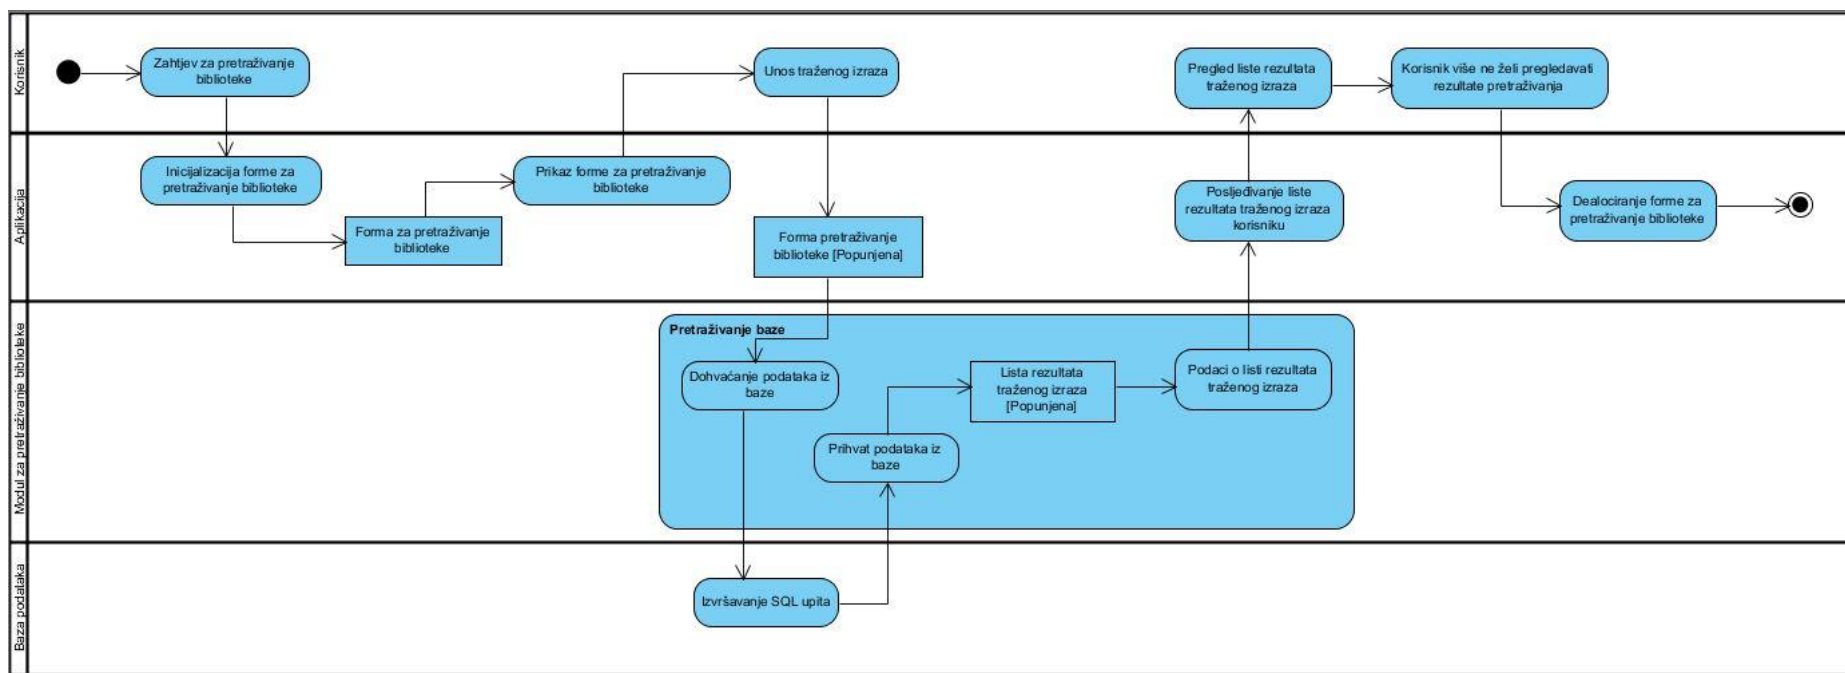 Korisnik
Zahtjev za pretraživanje
biblioteke
Unos traženog izraza
Pregled liste rezultata
traženog izraza
Korisnik više ne želi pregledavati
rezultate pretraživanja
Aplikacija
Inicijalizacija forme za
pretraživanje biblioteke
Forma za pretraživanje
biblioteke
Prikaz forme za pretraživanje
biblioteke
Forma pretraživanje
biblioteke [Popunjena]
Posljeđivanje liste
rezultata traženog izraza
korisniku
Dealociranje forme za
pretraživanje biblioteke
Modul za pretraživanje biblioteke
Pretraživanje baze
Dohvaćanje podataka iz
baze
Prihvat podataka iz
baze
Lista rezultata
traženog izraza
[Popunjena]
Podaci o listi rezultata
traženog izraza
Baza podataka
Izvršavanje SQL upita